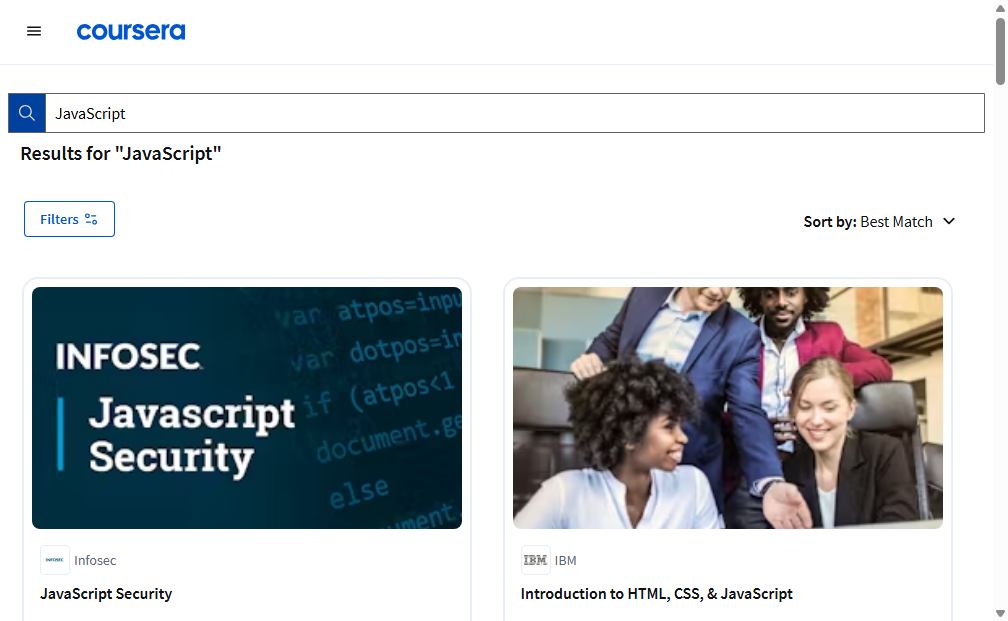 coursera
JavaScript
Results for "JavaScript"
Filters
Sort by: Best Match
INFOSEC
Javascript
Security
var atpos=inpu
var dotpos=in
if (atpos<1
document.ge
else
ument.
INFOSEC
Infosec
JavaScript Security
IBM
IBM
Introduction to HTML, CSS, & JavaScript